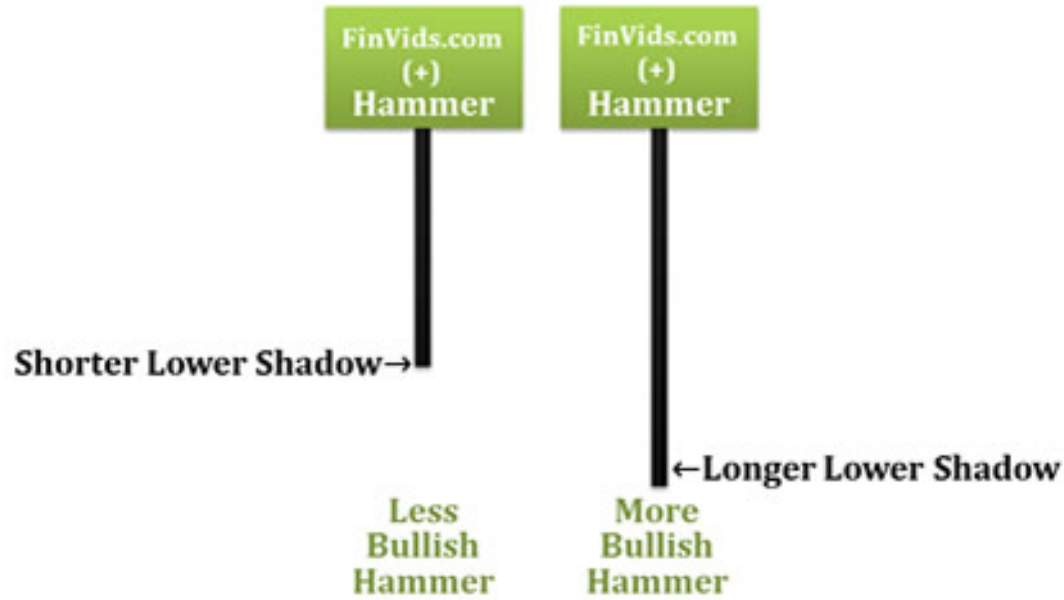 FinVids.com
(+)
Hammer
FinVids.com
(+)
Hammer
Shorter Lower Shadow→
←Longer Lower Shadow
Less
Bullish
Hammer
More
Bullish
Hammer